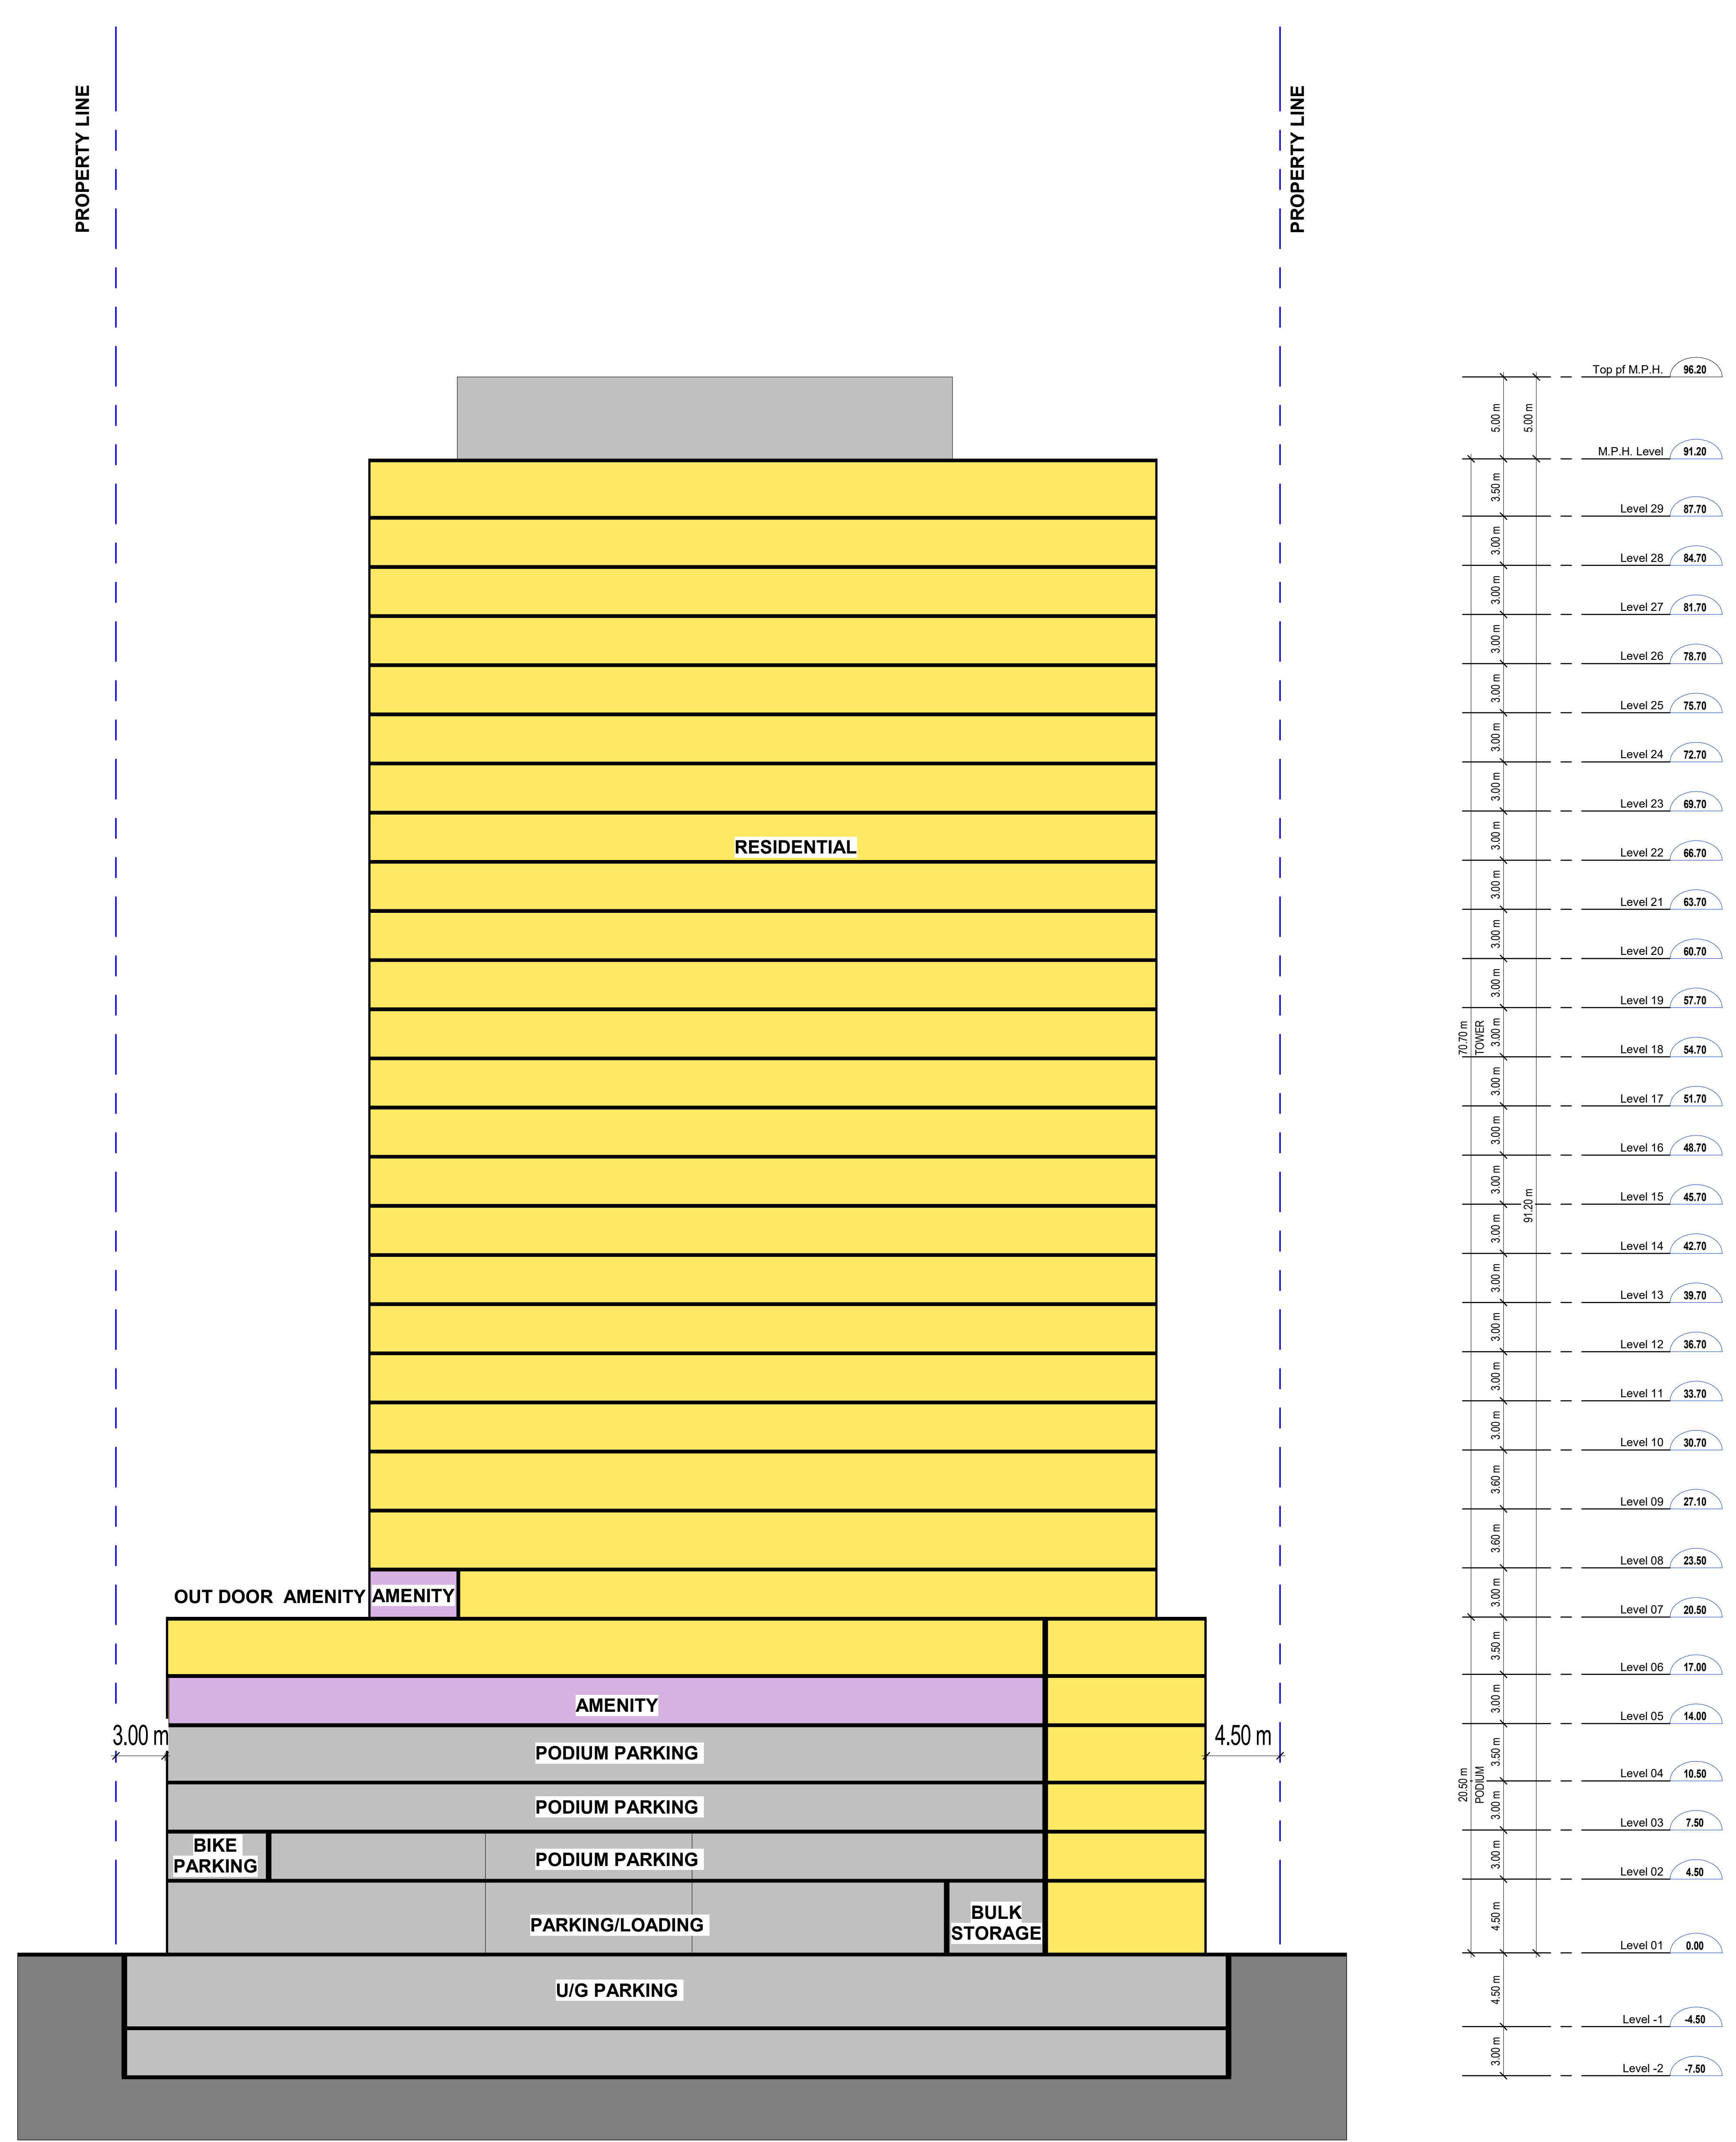 PROPERTY LINE
PROPERTY LINE
Top pf M.P.H. 96.20
5.00 m
5.00 m
M.P.H. Level 91.20
3.50 m
Level 29 87.70
3.00 m
Level 28 84.70
3.00 m
Level 27 81.70
3.00 m
Level 26 78.70
3.00 m
Level 25 75.70
3.00 m
Level 24 72.70
3.00 m
Level 23 69.70
RESIDENTIAL
3.00 m
Level 22 66.70
3.00 m
Level 21 63.70
3.00 m
Level 20 60.70
3.00 m
Level 19 57.70
70.70 m
TOWER
3.00 m
Level 18 54.70
3.00 m
Level 17 51.70
3.00 m
Level 16 48.70
3.00 m
Level 15 45.70
91.20 m
3.00 m
Level 14 42.70
3.00 m
Level 13 39.70
3.00 m
Level 12 36.70
3.00 m
Level 11 33.70
3.00 m
Level 10 30.70
3.60 m
Level 09 27.10
3.60 m
Level 08 23.50
OUT DOOR AMENITY
AMENITY
3.00 m
Level 07 20.50
3.50 m
Level 06 17.00
AMENITY
3.00 m
Level 05 14.00
3.00 m
4.50 m
PODIUM PARKING
3.50 m
Level 04 10.50
20.50 m
PODIUM
PODIUM PARKING
3.00 m
Level 03 7.50
BIKE
PARKING
PODIUM PARKING
3.00 m
Level 02 4.50
PARKING/LOADING
BULK
STORAGE
4.50 m
Level 01 0.00
U/G PARKING
4.50 m
Level -1 -4.50
3.00 m
Level -2 -7.50